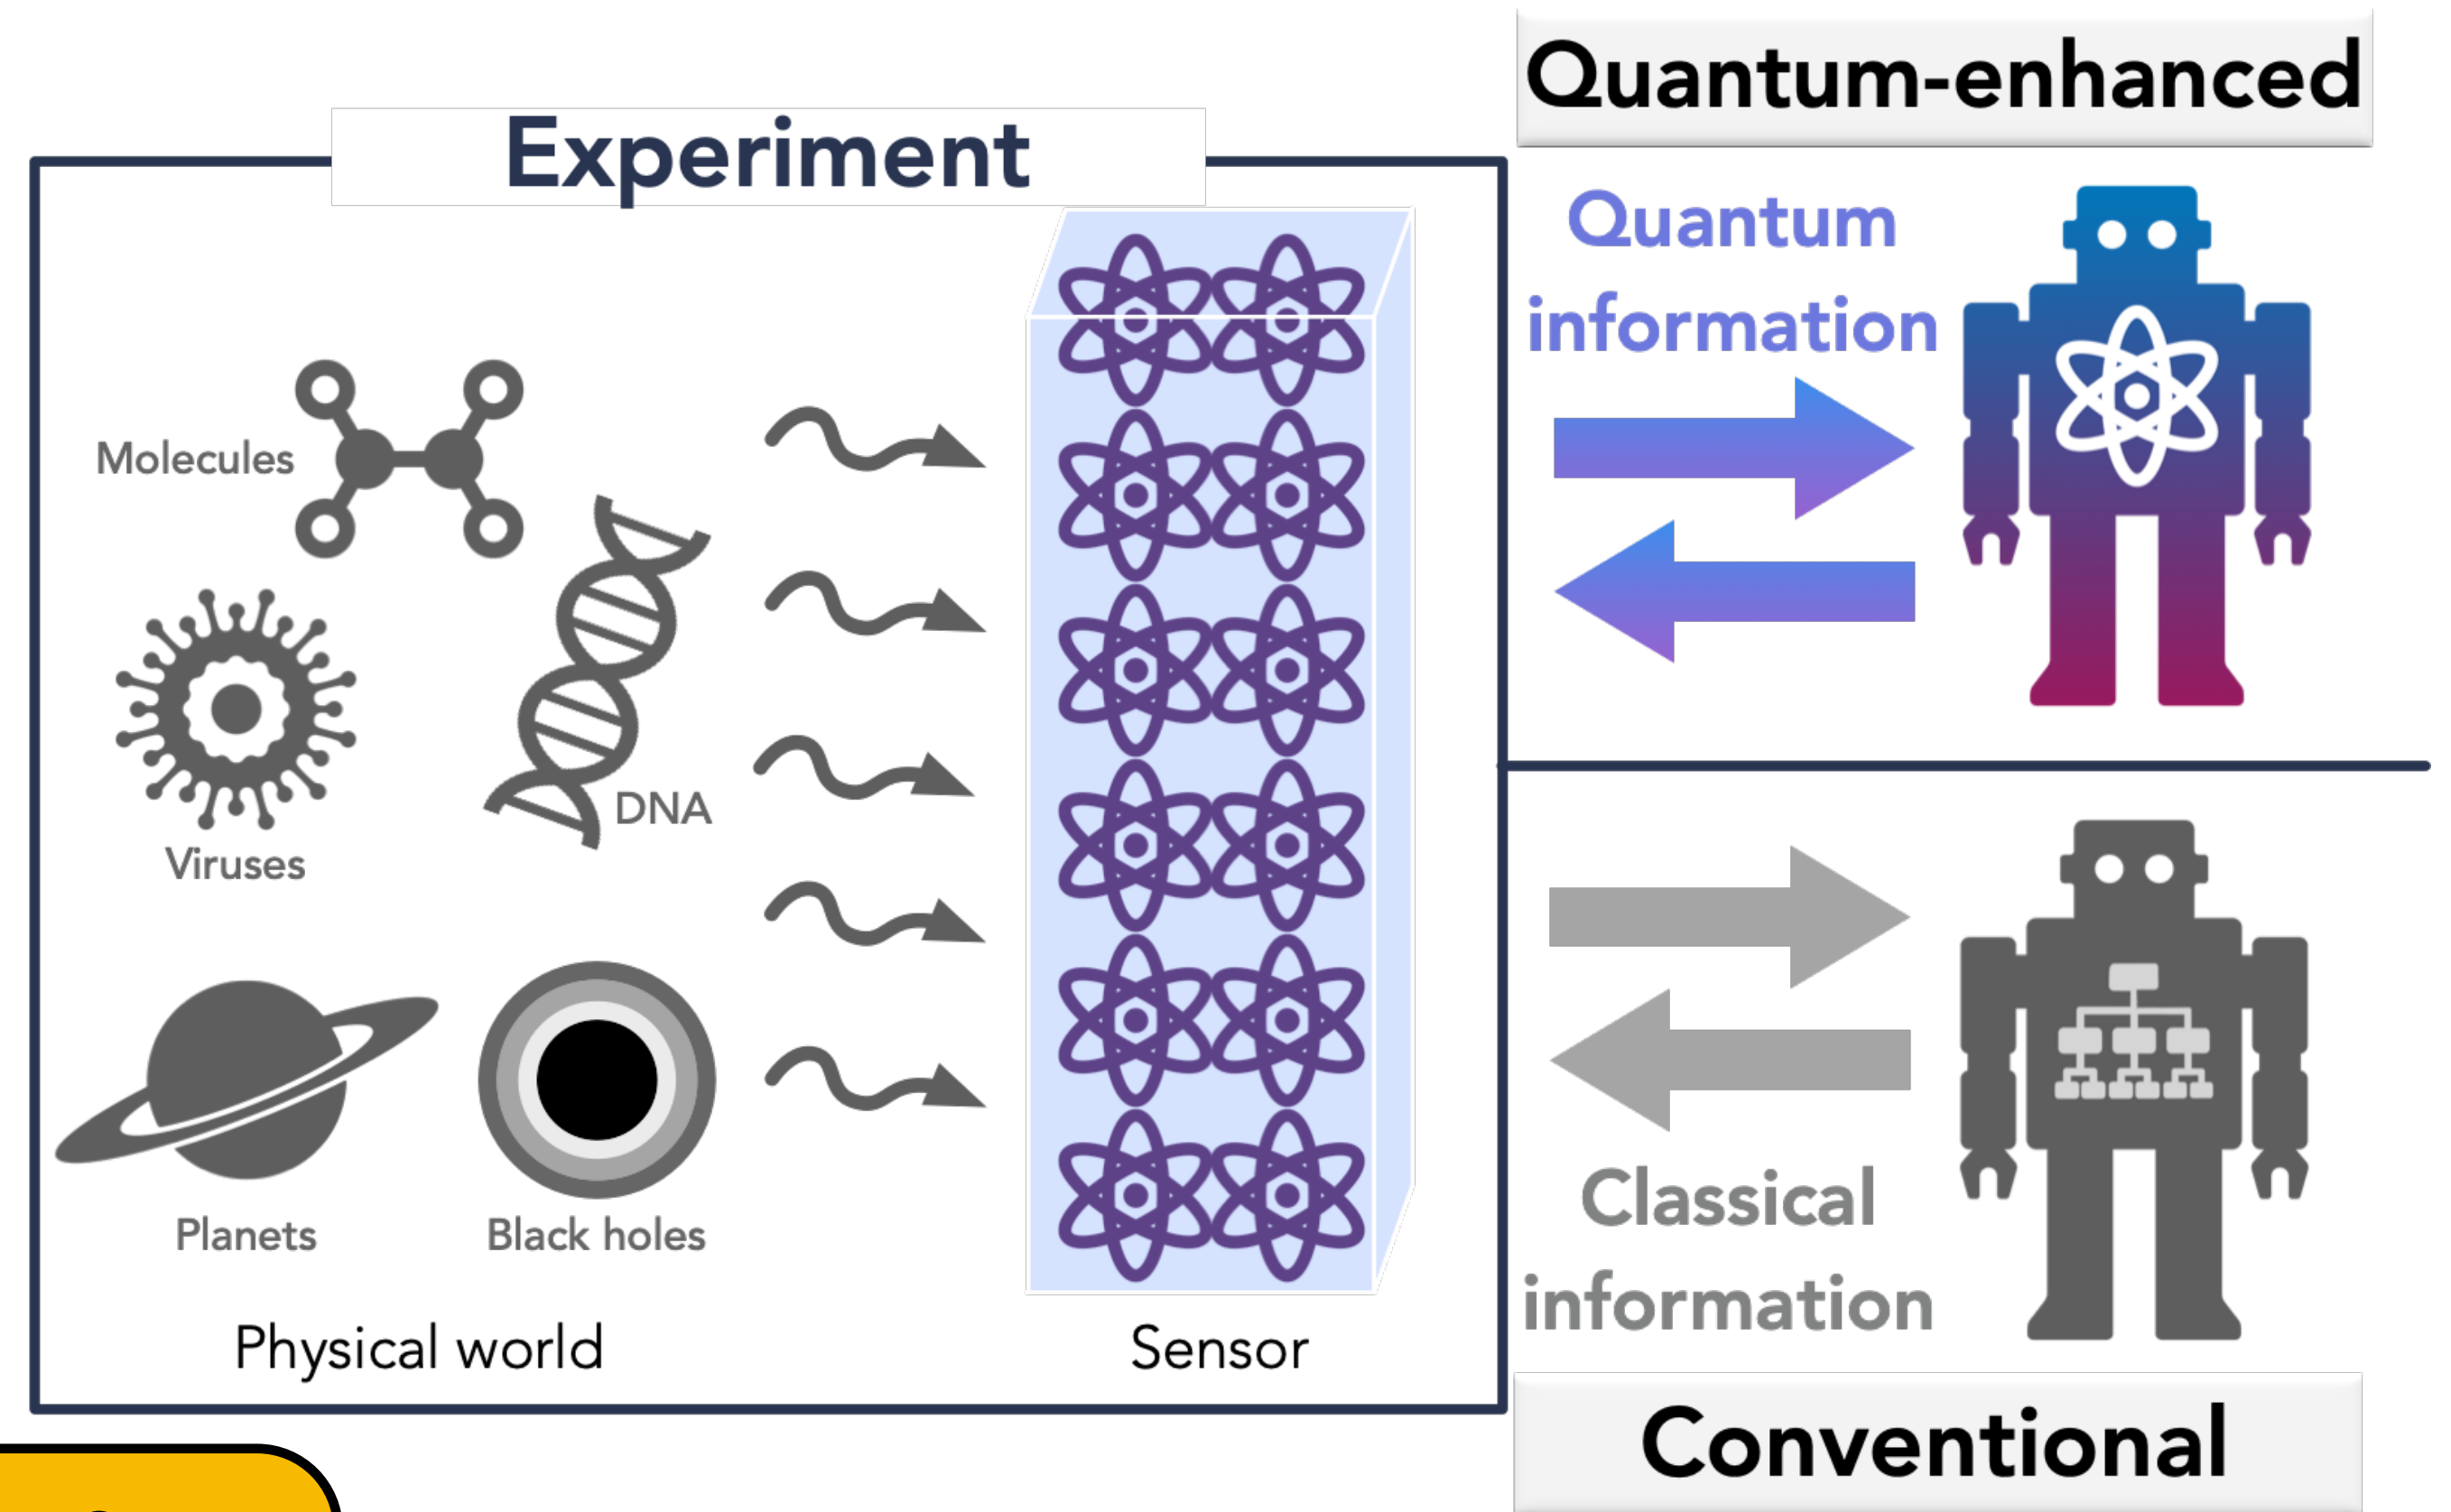 Quantum-enhanced
Experiment
Quantum
information
Molecules
DNA
Viruses
Planets
Black holes
Physical world
Sensor
Classical
information
Conventional